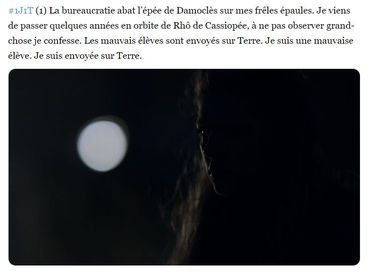 #1J1T (1) La bureaucratie abat l'épée de Damoclès sur mes frêles épaules. Je viens
de passer quelques années en orbite de Rhô de Cassiopée, à ne pas observer grand-
chose je confesse. Les mauvais élèves sont envoyés sur Terre. Je suis une mauvaise
élève. Je suis envoyée sur Terre.